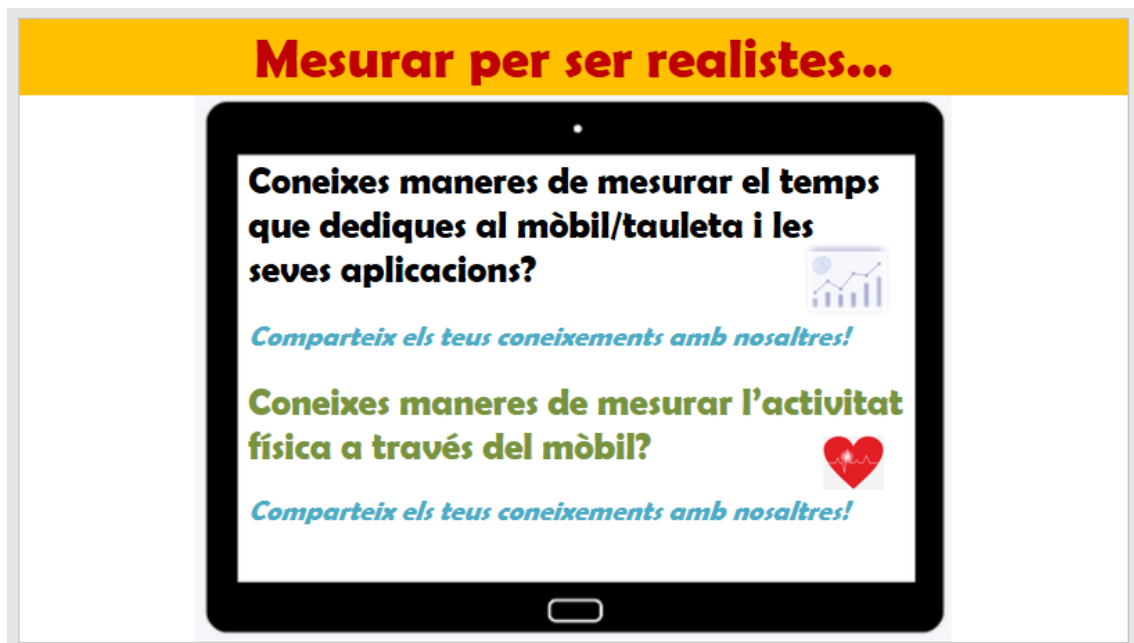 Mesurar per ser realistes...
Coneixes maneres de mesurar el temps
que dediques al mòbil/tauleta i les
seves aplicacions?
Comparteix els teus coneixements amb nosaltres!
Coneixes maneres de mesurar l’activitat
física a través del mòbil?
Comparteix els teus coneixements amb nosaltres!